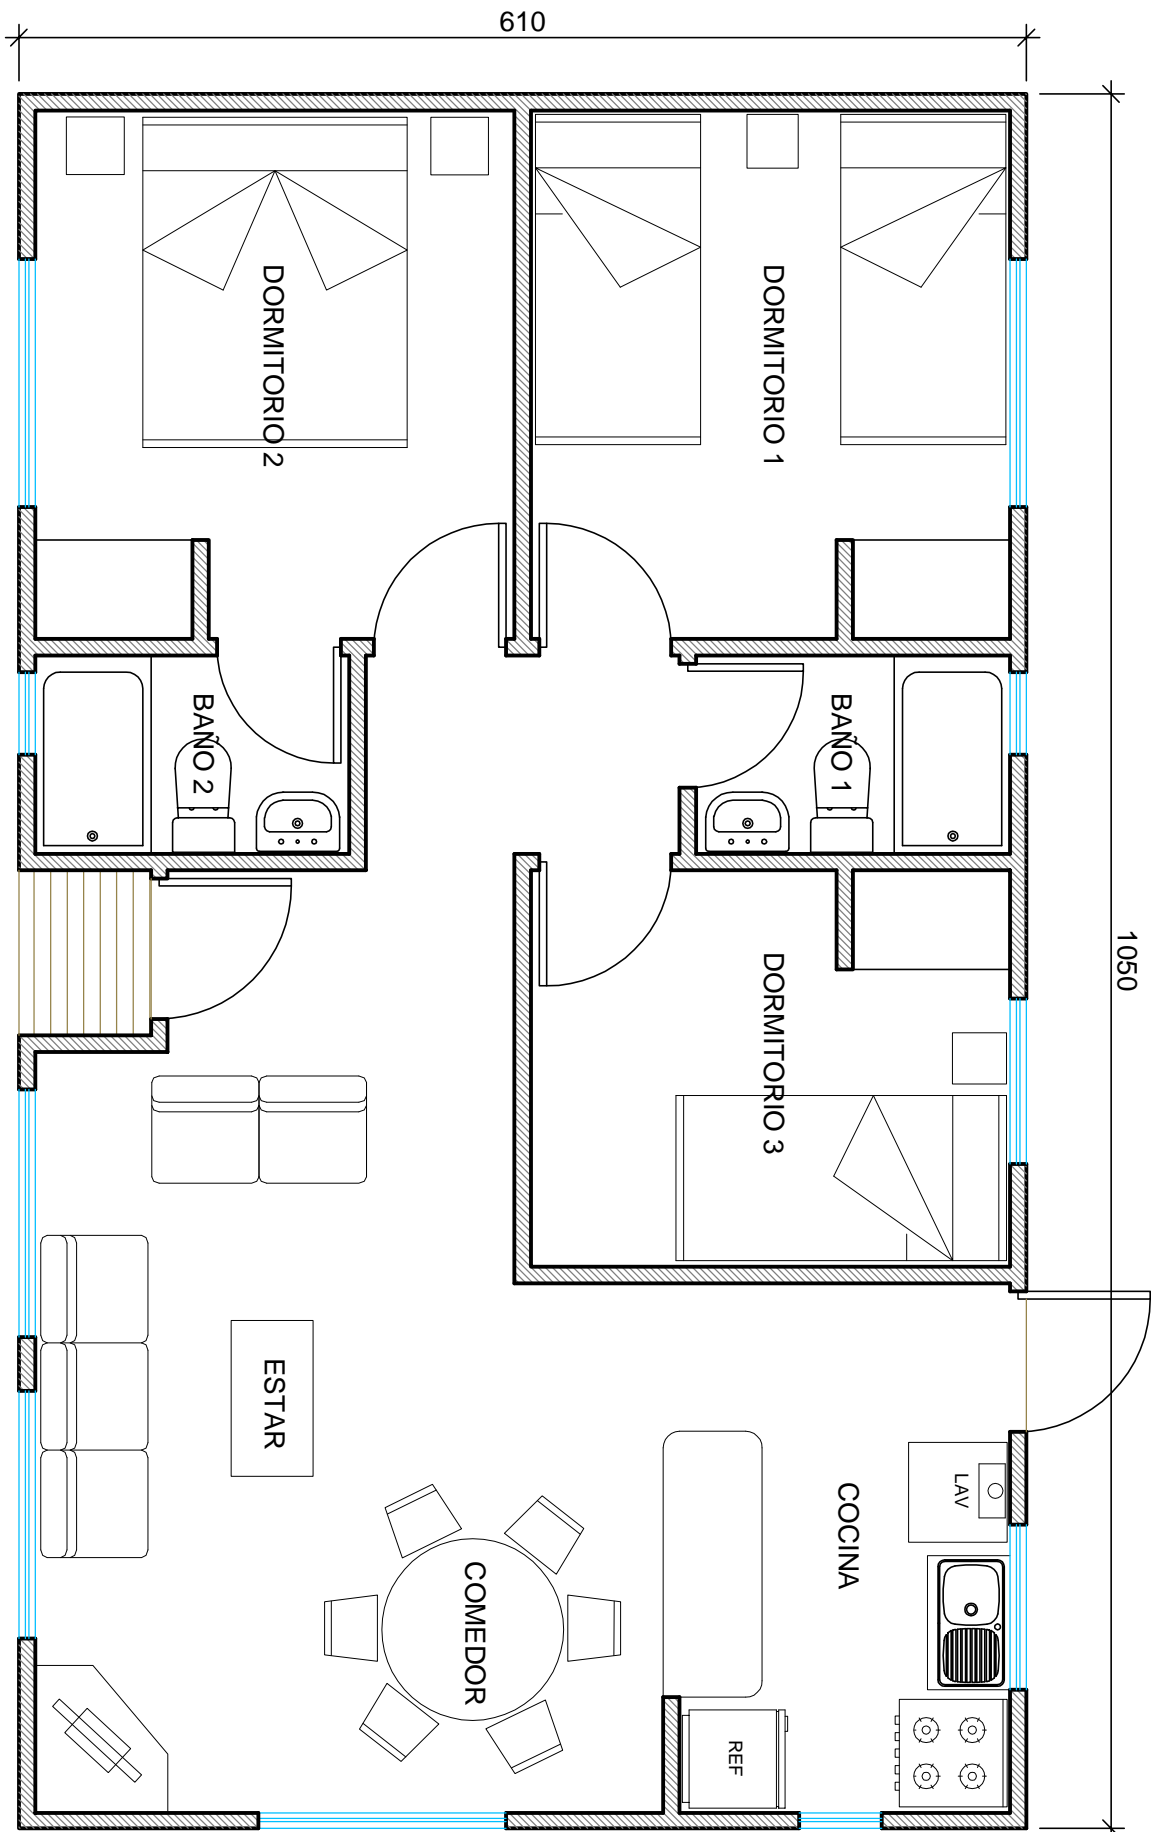 610
1050
DORMITORIO 2
DORMITORIO 1
BAÑO 2
BAÑO 1
DORMITORIO 3
ESTAR
COMEDOR
COCINA
LAV
REF